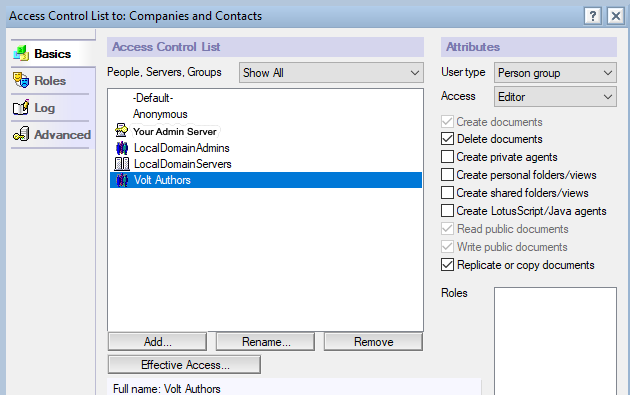 Access Control List to: Companies and Contacts
? ×
Basics
Roles
Log
Advanced
Access Control List
People, Servers, Groups Show All
-Default-
Anonymous
Your Admin Server
LocalDomainAdmins
LocalDomainServers
Volt Authors
Add... Rename... Remove
Effective Access...
Full name: Volt Authors
Attributes
User type Person group
Access Editor
Create documents
Delete documents
Create private agents
Create personal folders/views
Create shared folders/views
Create LotusScript/Java agents
Read public documents
Write public documents
Replicate or copy documents
Roles